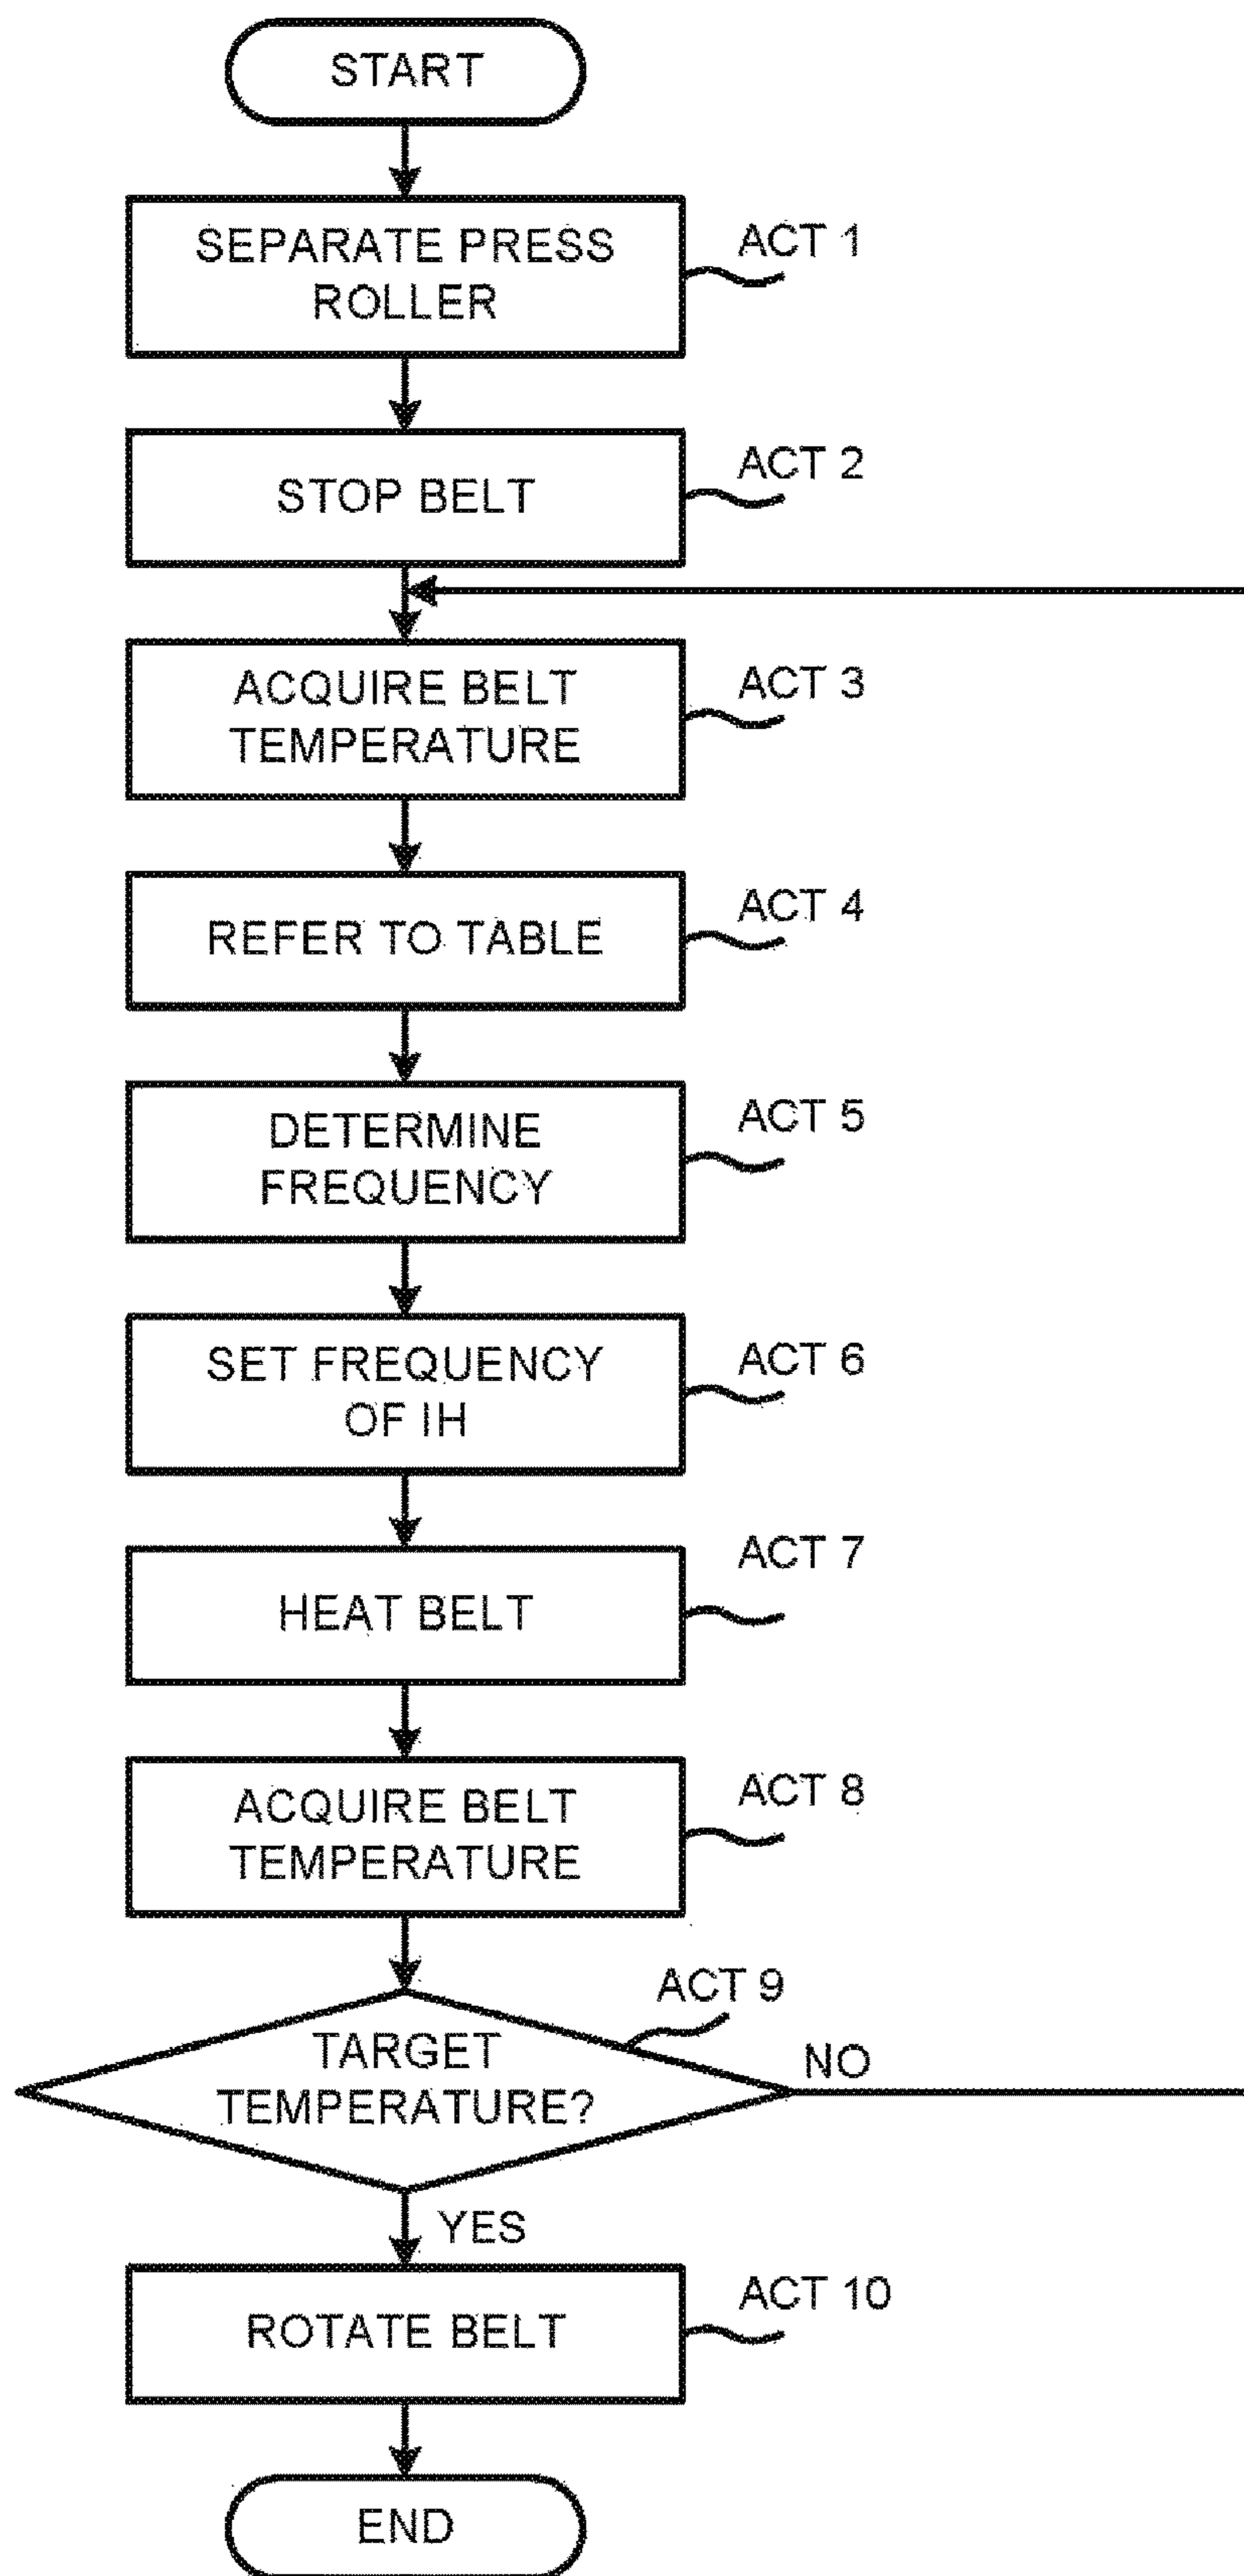 START
SEPARATE PRESS
ROLLER
ACT 1
STOP BELT
ACT 2
ACQUIRE BELT
TEMPERATURE
ACT 3
REFER TO TABLE
ACT 4
DETERMINE
FREQUENCY
ACT 5
SET FREQUENCY
OF IH
ACT 6
HEAT BELT
ACT 7
ACQUIRE BELT
TEMPERATURE
ACT 8
TARGET
TEMPERATURE?
ACT 9
NO
YES
ROTATE BELT
ACT 10
END